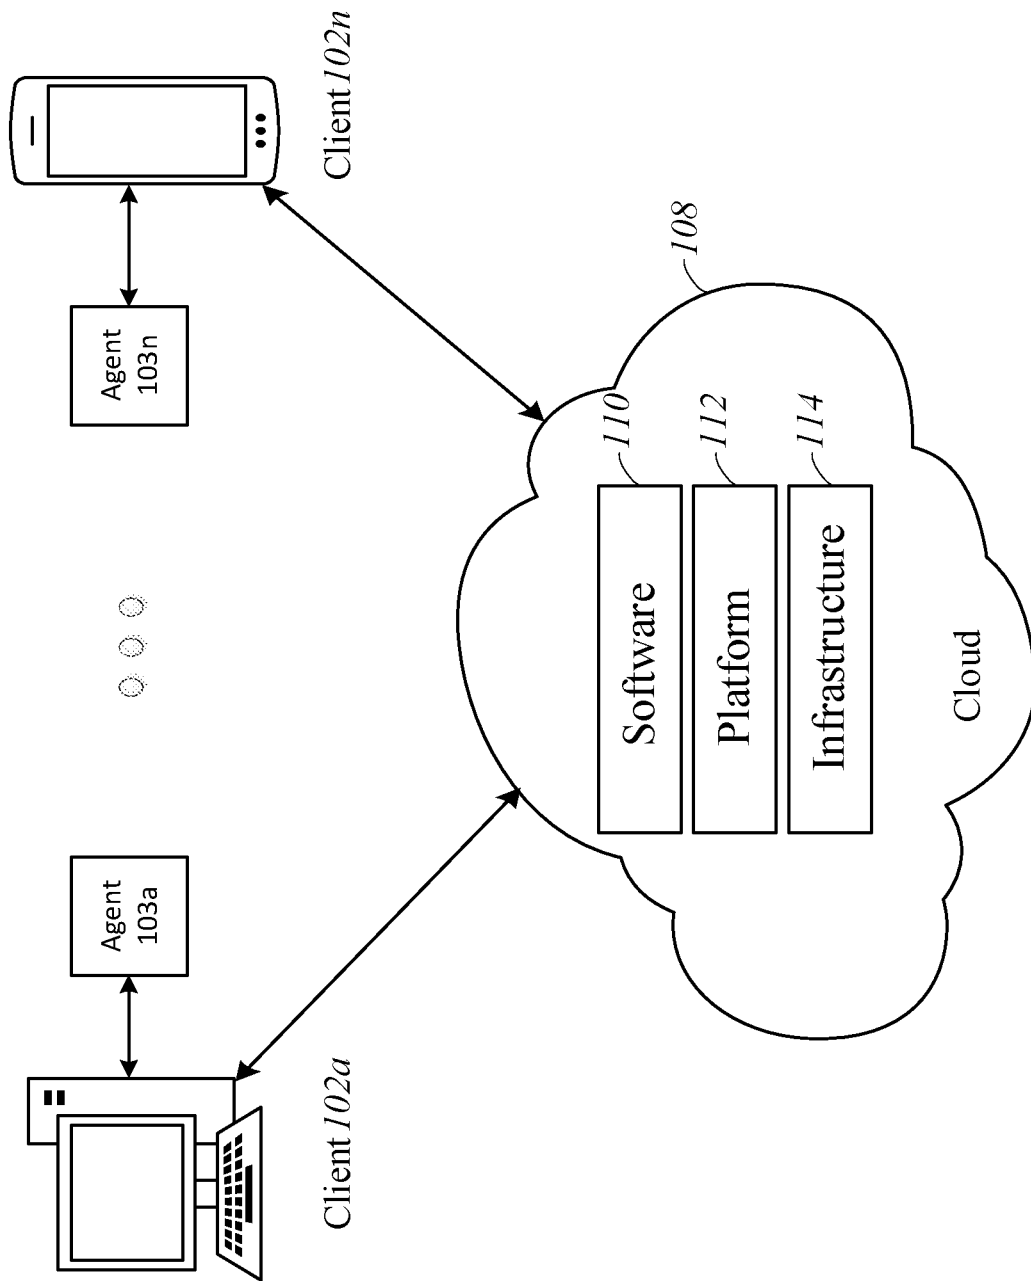 Agent
103a
Agent
103n
Client 102a
Client 102n
108
Software
110
Platform
112
Infrastructure
114
Cloud